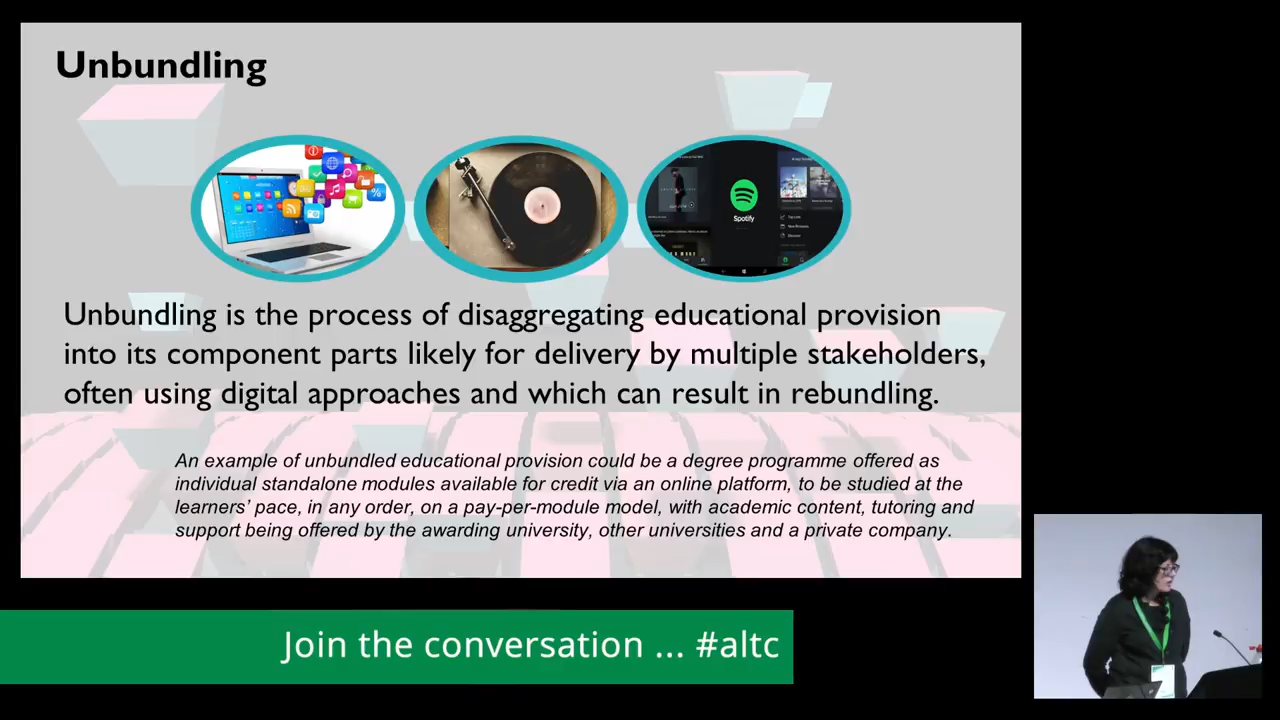 Unbundling
Spotify
Unbundling is the process of disaggregating educational provision
into its component parts likely for delivery by multiple stakeholders,
often using digital approaches and which can result in rebundling.
An example of unbundled educational provision could be a degree programme offered as
individual standalone modules available for credit via an online platform, to be studied at the
learners' pace, in any order, on a pay-per-module model, with academic content, tutoring and
support being offered by the awarding university, other universities and a private company.
Join the conversation ... #altc